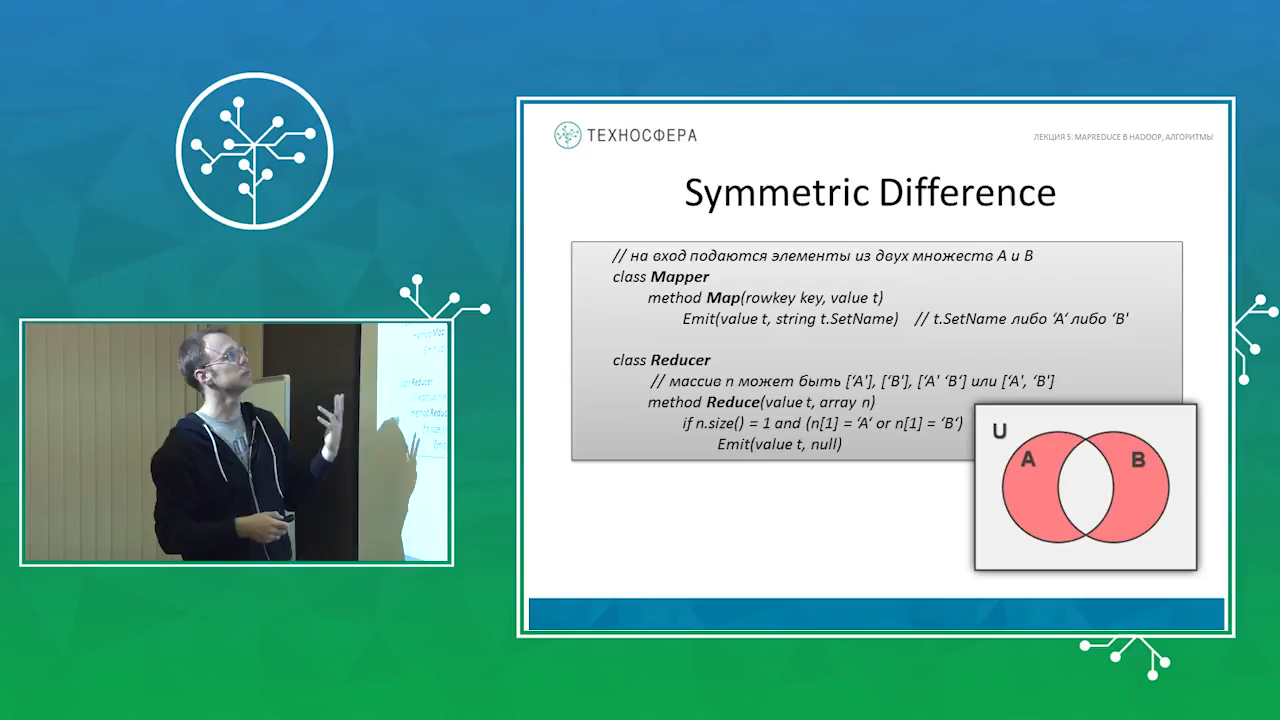 ТЕХНОСФЕРА
ЛЕКЦИЯ 5: MAPREDUCE В HADOOP, АЛГОРИТМЫ
Symmetric Difference
// на вход подаются элементы из двух множеств A и B
class Mapper
method Map(rowkey key, value t)
Emit(value t, string t.SetName) // t.SetName либо ‘A‘ либо ‘B'
class Reducer
// массив n может быть [‘A'], [‘B'], [‘A' ‘B‘] или [‘A', ‘B']
method Reduce(value t, array n)
if n.size() = 1 and (n[1] = ‘A‘ or n[1] = ‘B‘)
Emit(value t, null)
U
A
B